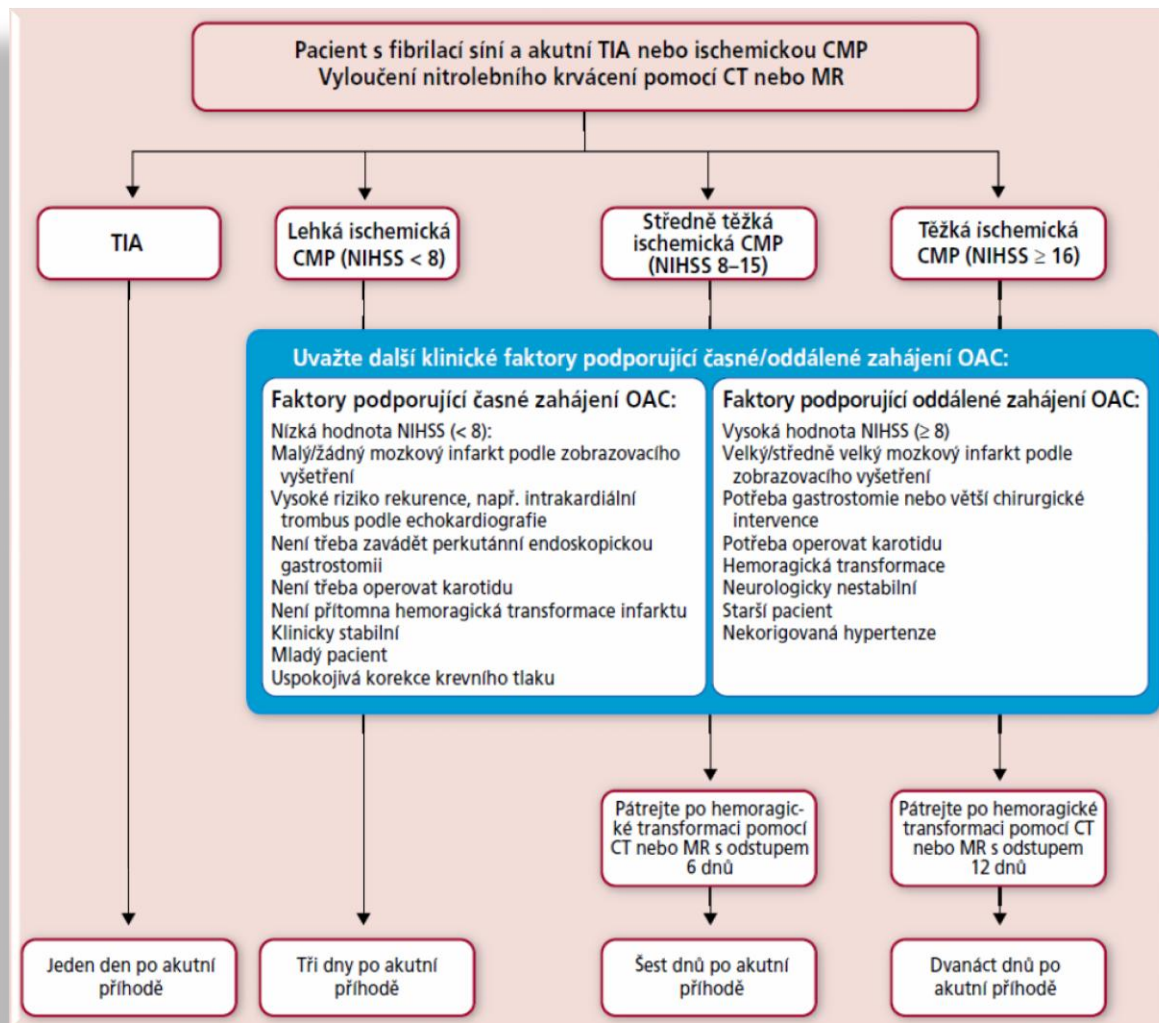 Pacient s fibrilací síní a akutní TIA nebo ischemickou CMP
Vyloučení nitrolebního krvácení pomocí CT nebo MR
TIA
Lehká ischemická
CMP (NIHSS < 8)
Středně těžká
ischemická CMP
(NIHSS 8–15)
Těžká ischemická
CMP (NIHSS ≥ 16)
Uvažte další klinické faktory podporující časné/oddálené zahájení OAC:
Faktory podporující časné zahájení OAC:
Nízká hodnota NIHSS (< 8):
Malý/žádný mozkový infarkt podle zobrazovacího
vyšetření
Vysoké riziko rekurence, např. intrakardiální
trombus podle echokardiografie
Není třeba zavádět perkutánní endoskopickou
gastrostomii
Není třeba operovat karotidu
Není přítomna hemoragická transformace infarktu
Klinicky stabilní
Mladý pacient
Uspokojivá korekce krevního tlaku
Faktory podporující oddálené zahájení OAC:
Vysoká hodnota NIHSS (≥ 8)
Velký/středně velký mozkový infarkt podle
zobrazovacího vyšetření
Potřeba gastrostomie nebo větší chirurgické
intervence
Potřeba operovat karotidu
Hemoragická transformace
Neurologicky nestabilní
Starší pacient
Nekorigovaná hypertenze
Pátrejte po hemoragic-
ké transformaci pomocí
CT nebo MR s odstupem
6 dnů
Pátrejte po hemoragické
transformaci pomocí CT
nebo MR s odstupem
12 dnů
Jeden den po akutní
příhodě
Tři dny po akutní
příhodě
Šest dnů po akutní
příhodě
Dvanáct dnů po
akutní příhodě